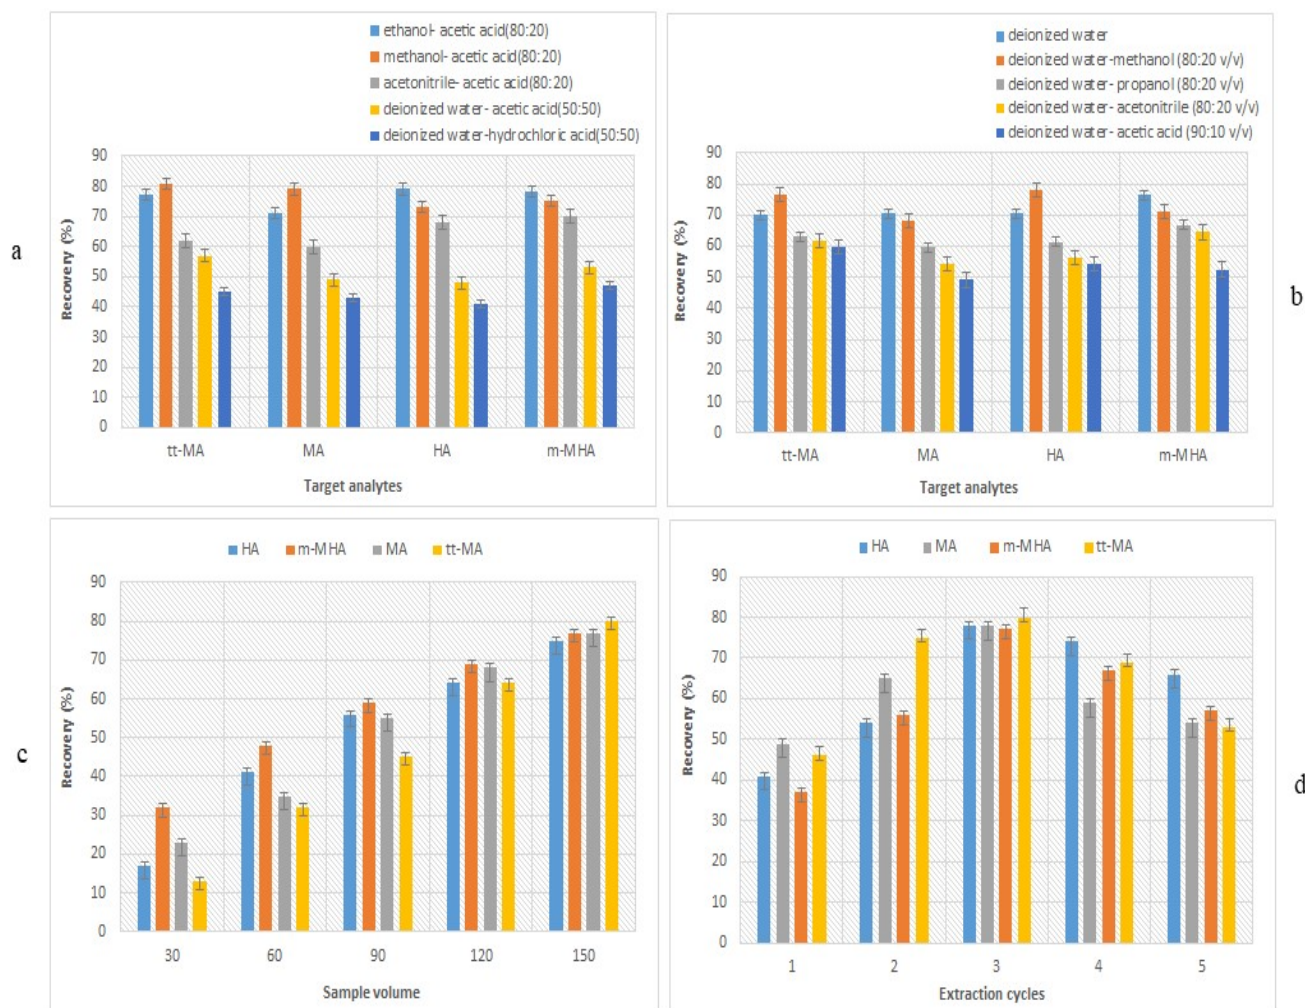 a
ethanol- acetic acid(80:20)
methanol- acetic acid(80:20)
acetonitrile- acetic acid(80:20)
deionized water- acetic acid(50:50)
deionized water-hydrochloric acid(50:50)
Recovery (%)
90
80
70
60
50
40
30
20
10
0
tt-MA MA HA m-MHA
Target analytes
b
deionized water
deionized water-methanol (80:20 v/v)
deionized water- propanol (80:20 v/v)
deionized water- acetonitrile (80:20 v/v)
deionized water- acetic acid (90:10 v/v)
Recovery (%)
90
80
70
60
50
40
30
20
10
0
tt-MA MA HA m-MHA
Target analytes
c
HA m-MHA MA tt-MA
Recovery (%)
90
80
70
60
50
40
30
20
10
0
30 60 90 120 150
Sample volume
d
HA MA m-MHA tt-MA
Recovery (%)
90
80
70
60
50
40
30
20
10
0
1 2 3 4 5
Extraction cycles